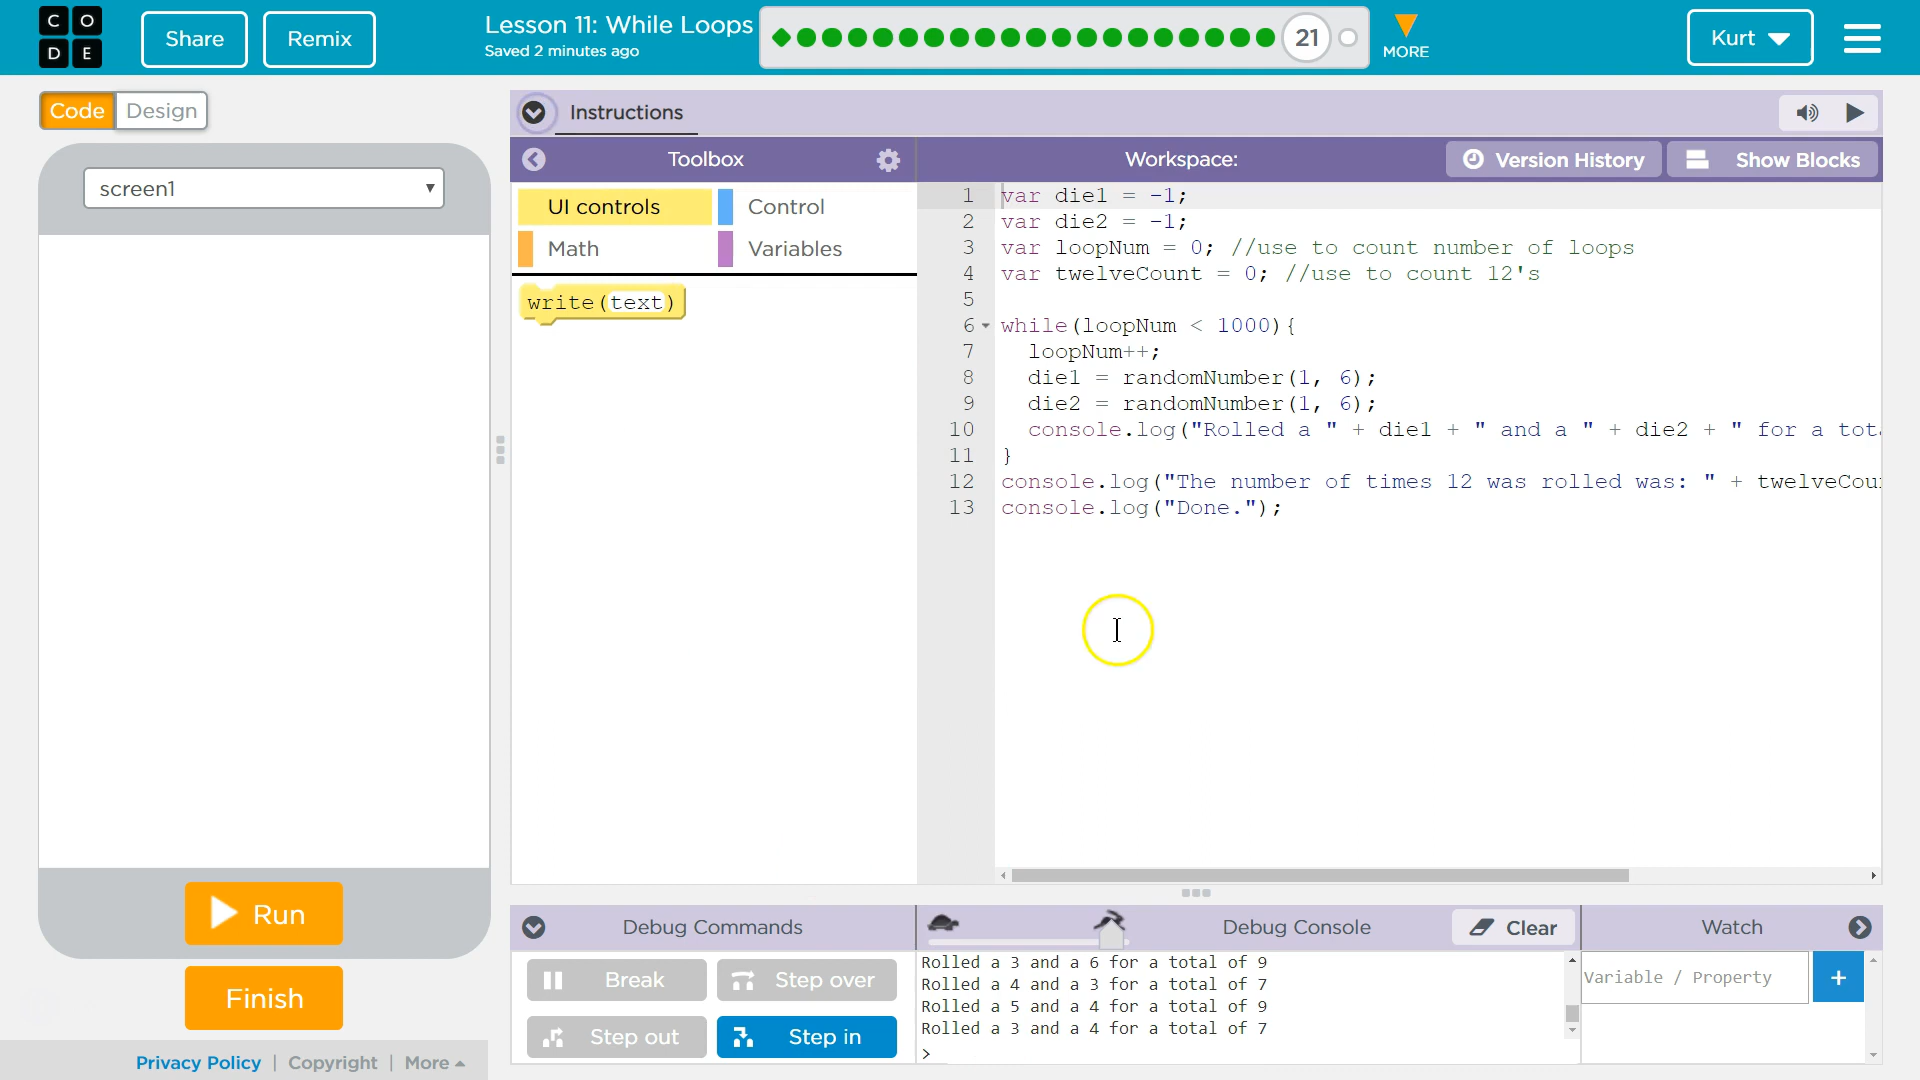 C O
D E
Share
Remix
Lesson 11: While Loops
Saved 2 minutes ago
21
MORE
Kurt
Code
Design
screen1
Instructions
Toolbox
Workspace:
Version History
Show Blocks
UI controls
Control
Math
Variables
write(text)
1 var die1 = -1;
2 var die2 = -1;
3 var loopNum = 0; //use to count number of loops
4 var twelveCount = 0; //use to count 12's
5
6 while(loopNum < 1000){
7 loopNum++;
8 die1 = randomNumber(1, 6);
9 die2 = randomNumber(1, 6);
10 console.log("Rolled a " + die1 + " and a " + die2 + " for a
11 }
12 console.log("The number of times 12 was rolled was: " +
13 console.log("Done.");
Run
Finish
Debug Commands
Break
Step over
Step out
Step in
Debug Console
Clear
Rolled a 3 and a 6 for a total of 9
Rolled a 4 and a 3 for a total of 7
Rolled a 5 and a 4 for a total of 9
Rolled a 3 and a 4 for a total of 7
>
Watch
Variable / Property
+
Privacy Policy | Copyright | More